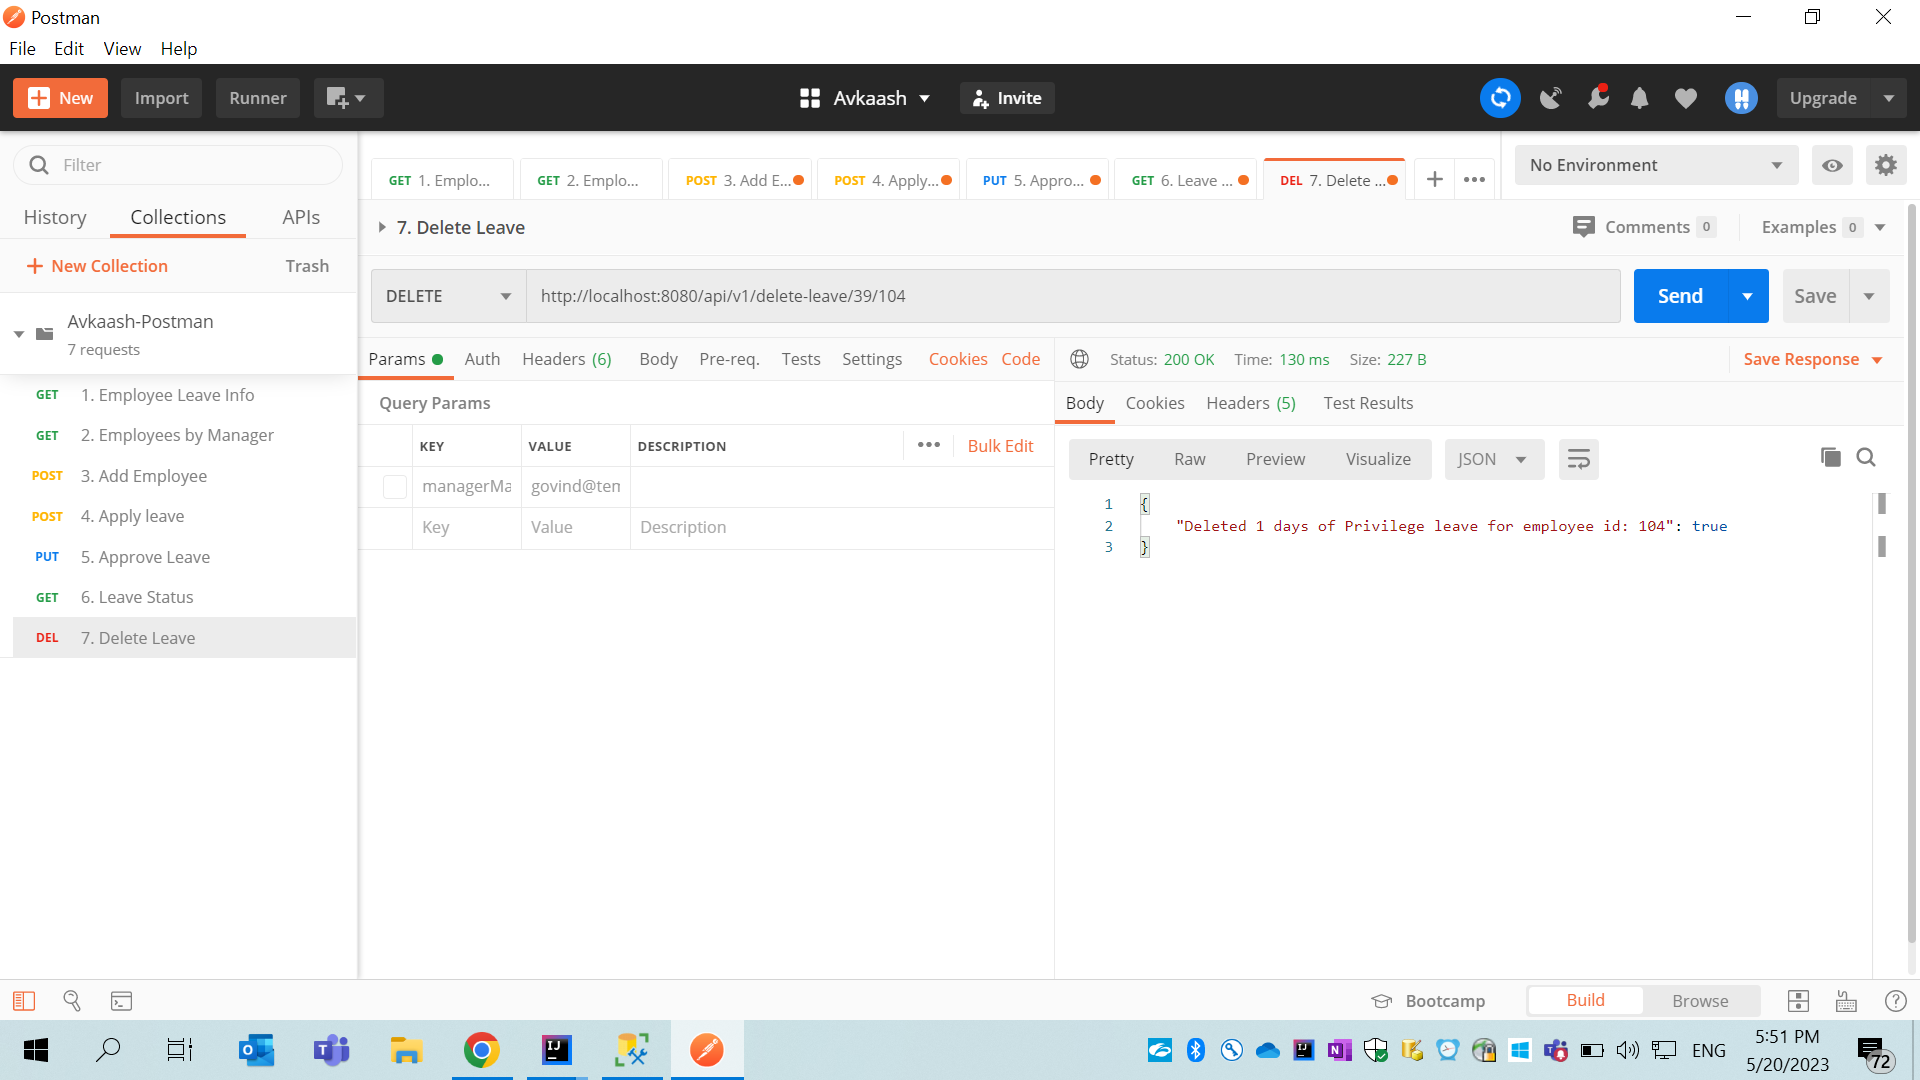 Postman
File Edit View Help
New Import Runner Avkaash Invite Upgrade
Filter
History Collections APIs
New Collection Trash
Avkaash-Postman
7 requests
GET 1. Employee Leave Info
GET 2. Employees by Manager
POST 3. Add Employee
POST 4. Apply leave
PUT 5. Approve Leave
GET 6. Leave Status
DEL 7. Delete Leave
GET 1. Emplo... GET 2. Emplo... POST 3. Add E... POST 4. Apply... PUT 5. Appro... GET 6. Leave ... DEL 7. Delete ...
No Environment
7. Delete Leave Comments 0 Examples 0
DELETE http://localhost:8080/api/v1/delete-leave/39/104 Send Save
Params Auth Headers (6) Body Pre-req. Tests Settings Cookies Code
Query Params
KEY VALUE DESCRIPTION Bulk Edit
managerMa govind@ten
Key Value Description
Status: 200 OK Time: 130 ms Size: 227 B Save Response
Body Cookies Headers (5) Test Results
Pretty Raw Preview Visualize JSON
1 {
2 "Deleted 1 days of Privilege leave for employee id: 104": true
3 }
Bootcamp Build Browse
ENG
5:51 PM
5/20/2023
72